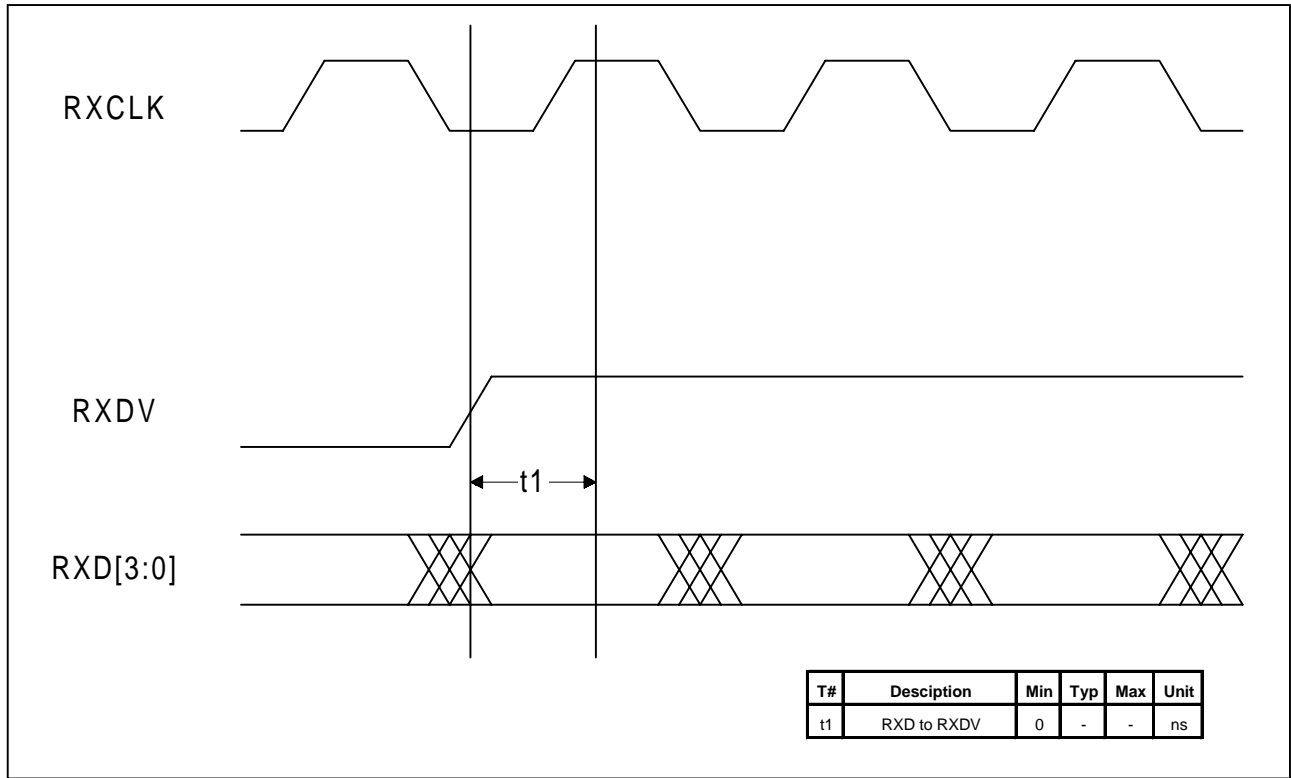 RXCLK
RXDV
t1
RXD[3:0]
T# Desciption Min Typ Max Unit
t1 RXD to RXDV 0 - - ns